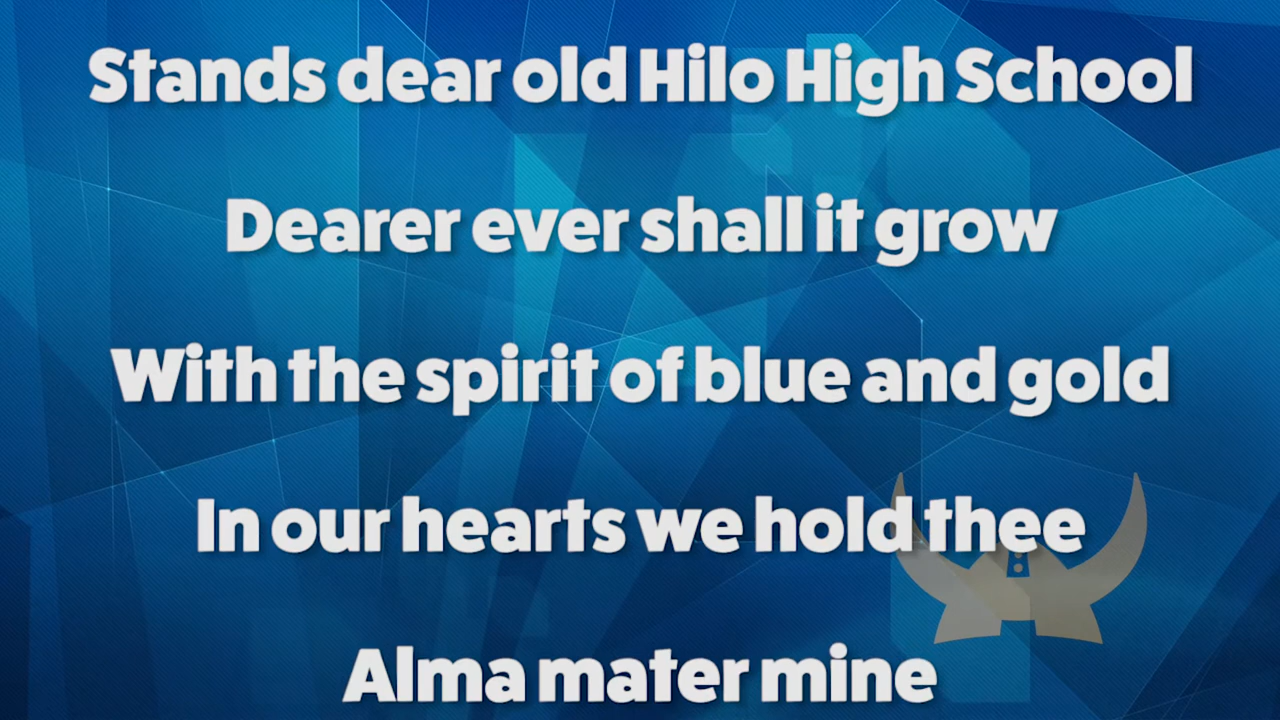 Stands dear old Hilo High School
Dearer ever shall it grow
With the spirit of blue and gold
In our hearts we hold thee
Alma mater mine